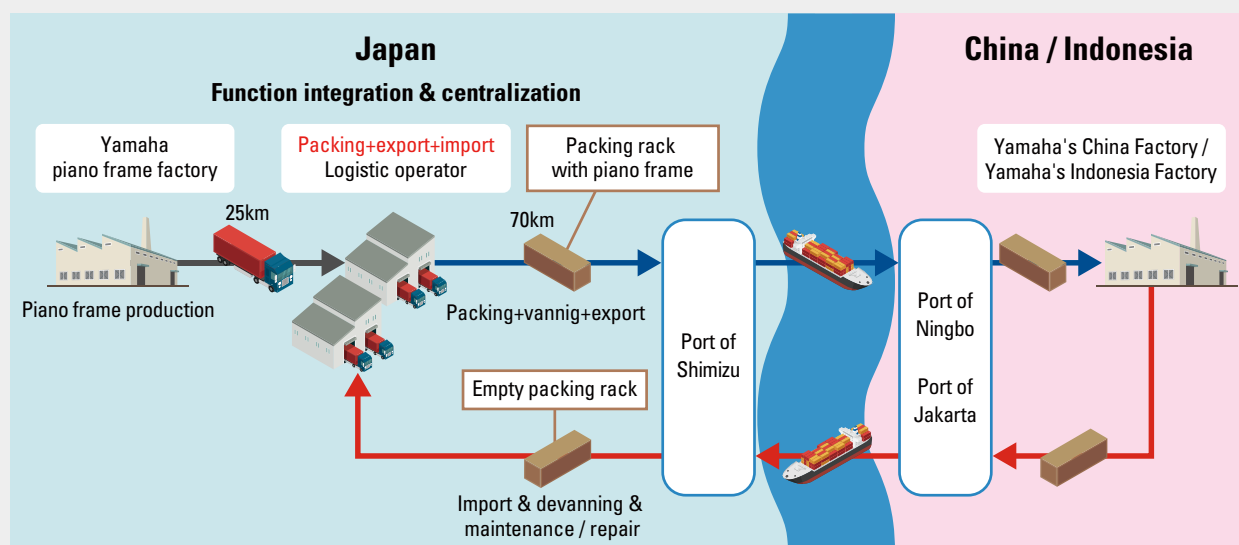 Japan
China / Indonesia
Function integration & centralization
Yamaha
piano frame factory
Packing+export+import
Logistic operator
Packing rack
with piano frame
Yamaha's China Factory /
Yamaha's Indonesia Factory
25km
70km
Piano frame production
Packing+vannig+export
Port of
Shimizu
Port of
Ningbo
Port of
Jakarta
Empty packing rack
Import & devanning &
maintenance / repair